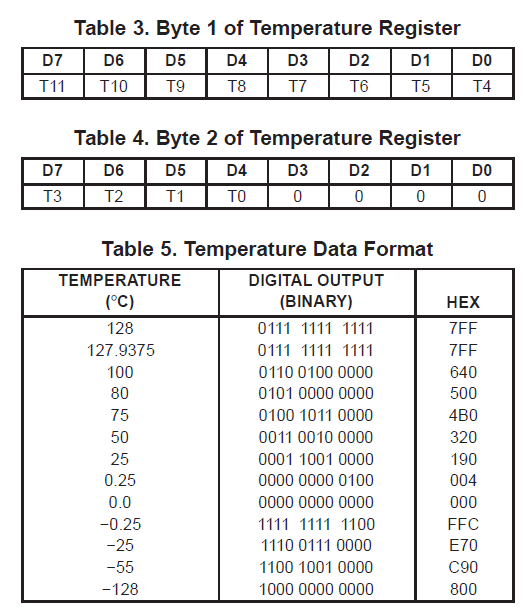 Table 3. Byte 1 of Temperature Register
D7 D6 D5 D4 D3 D2 D1 D0
T11 T10 T9 T8 T7 T6 T5 T4
Table 4. Byte 2 of Temperature Register
D7 D6 D5 D4 D3 D2 D1 D0
T3 T2 T1 T0 0 0 0 0
Table 5. Temperature Data Format
TEMPERATURE DIGITAL OUTPUT
(°C) (BINARY) HEX
128 0111 1111 1111 7FF
127.9375 0111 1111 1111 7FF
100 0110 0100 0000 640
80 0101 0000 0000 500
75 0100 1011 0000 4B0
50 0011 0010 0000 320
25 0001 1001 0000 190
0.25 0000 0000 0100 004
0.0 0000 0000 0000 000
−0.25 1111 1111 1100 FFC
−25 1110 0111 0000 E70
−55 1100 1001 0000 C90
−128 1000 0000 0000 800